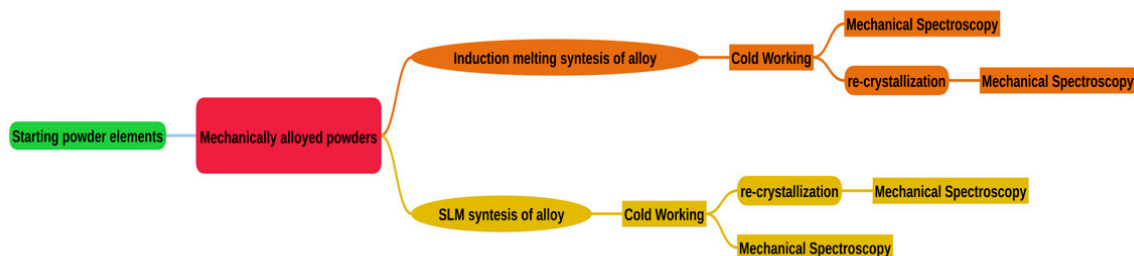 Starting powder elements
Mechanically alloyed powders
Induction melting syntesis of alloy
Cold Working
Mechanical Spectroscopy
re-crystallization
Mechanical Spectroscopy
SLM syntesis of alloy
Cold Working
re-crystallization
Mechanical Spectroscopy
Mechanical Spectroscopy